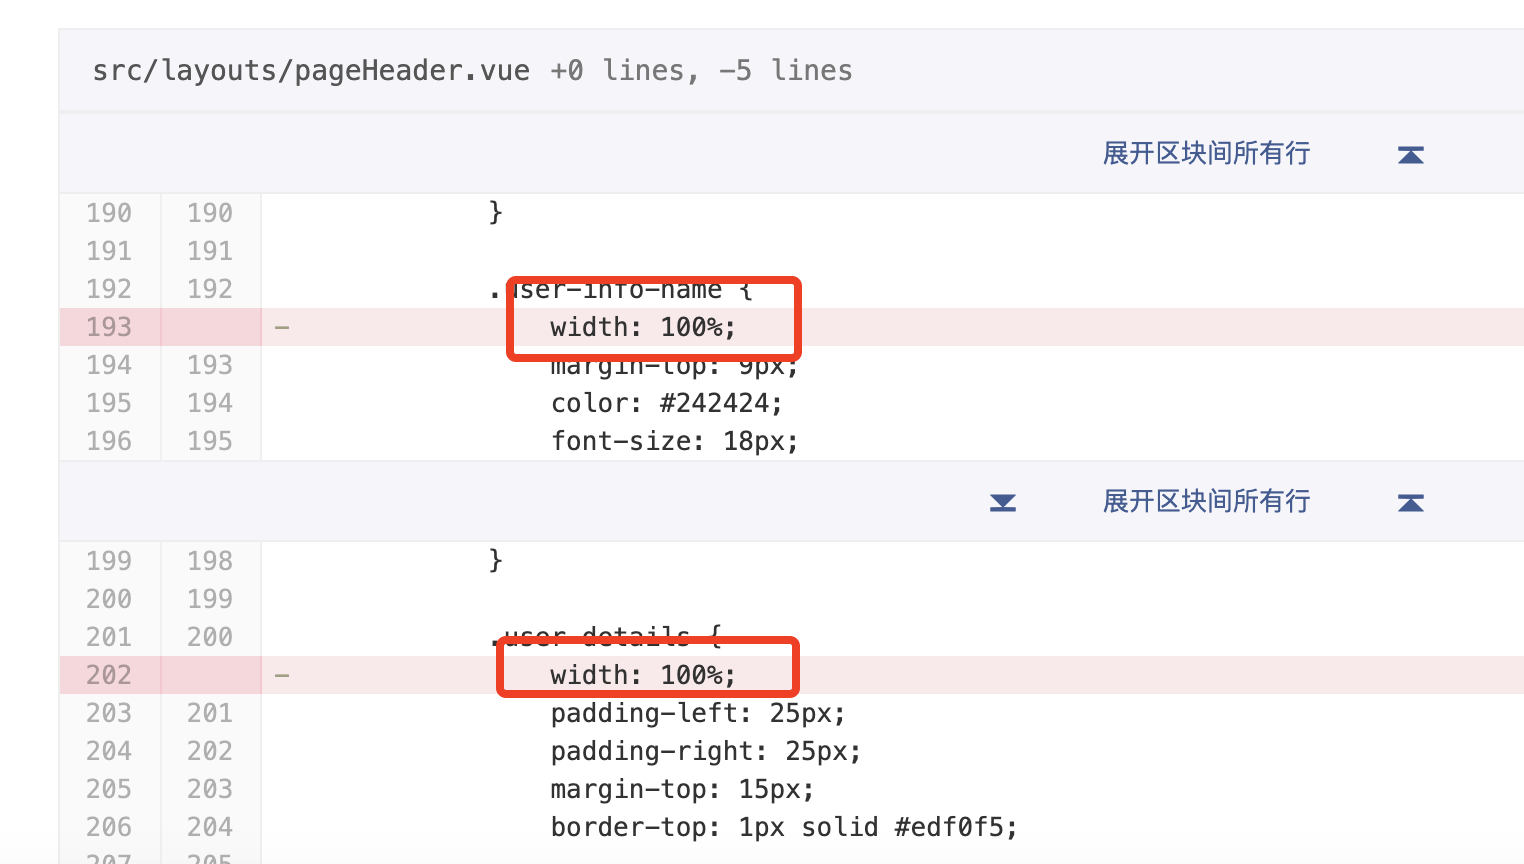 src/layouts/pageHeader.vue +0 lines, -5 lines
展开区块间所有行
190 190 }
191 191
192 192 .user-info-name {
193 - width: 100%;
194 193 margin-top: 9px;
195 194 color: #242424;
196 195 font-size: 18px;
展开区块间所有行
199 198 }
200 199
201 200 .user-details {
202 - width: 100%;
203 201 padding-left: 25px;
204 202 padding-right: 25px;
205 203 margin-top: 15px;
206 204 border-top: 1px solid #edf0f5;
207 205